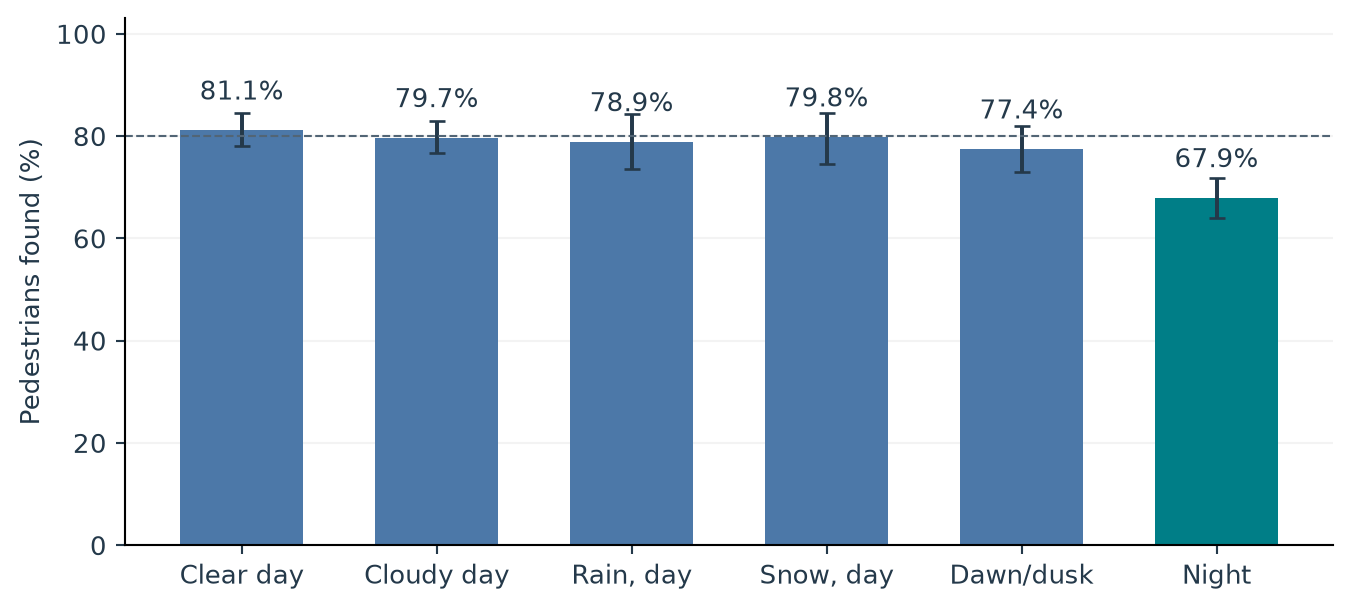 Pedestrians found (%)
100
80
60
40
20
0
81.1%
79.7%
78.9%
79.8%
77.4%
67.9%
Clear day
Cloudy day
Rain, day
Snow, day
Dawn/dusk
Night